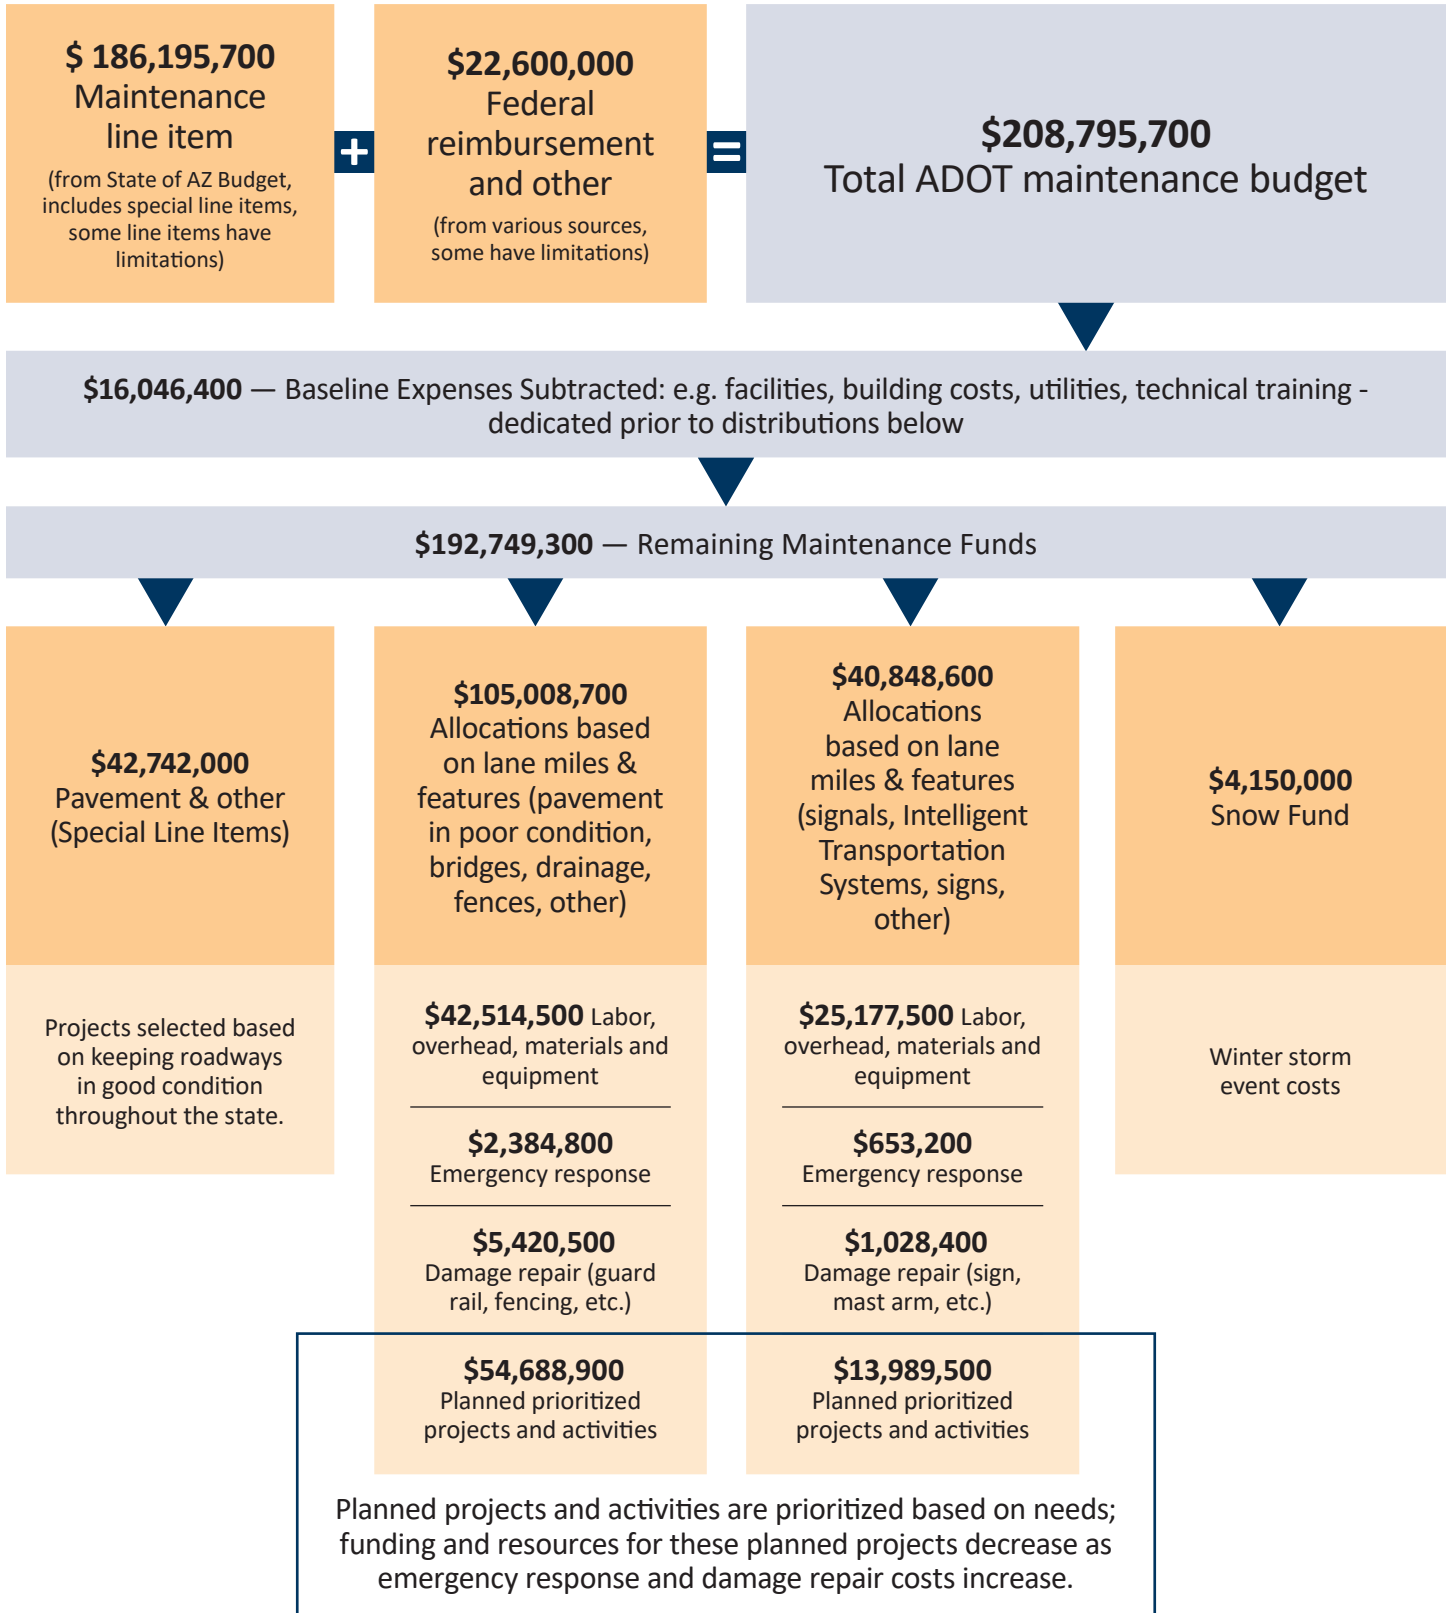 $ 186,195,700
Maintenance
line item
(from State of AZ Budget,
includes special line items,
some line items have
limitations)
+
$22,600,000
Federal
reimbursement
and other
(from various sources,
some have limitations)
=
$208,795,700
Total ADOT maintenance budget
$16,046,400 — Baseline Expenses Subtracted: e.g. facilities, building costs, utilities, technical training -
dedicated prior to distributions below
$192,749,300 — Remaining Maintenance Funds
$42,742,000
Pavement & other
(Special Line Items)
Projects selected based
on keeping roadways
in good condition
throughout the state.
$105,008,700
Allocations based
on lane miles &
features (pavement
in poor condition,
bridges, drainage,
fences, other)
$42,514,500 Labor,
overhead, materials and
equipment
$2,384,800
Emergency response
$5,420,500
Damage repair (guard
rail, fencing, etc.)
$54,688,900
Planned prioritized
projects and activities
$40,848,600
Allocations
based on lane
miles & features
(signals, Intelligent
Transportation
Systems, signs,
other)
$25,177,500 Labor,
overhead, materials and
equipment
$653,200
Emergency response
$1,028,400
Damage repair (sign,
mast arm, etc.)
$13,989,500
Planned prioritized
projects and activities
$4,150,000
Snow Fund
Winter storm
event costs
Planned projects and activities are prioritized based on needs;
funding and resources for these planned projects decrease as
emergency response and damage repair costs increase.